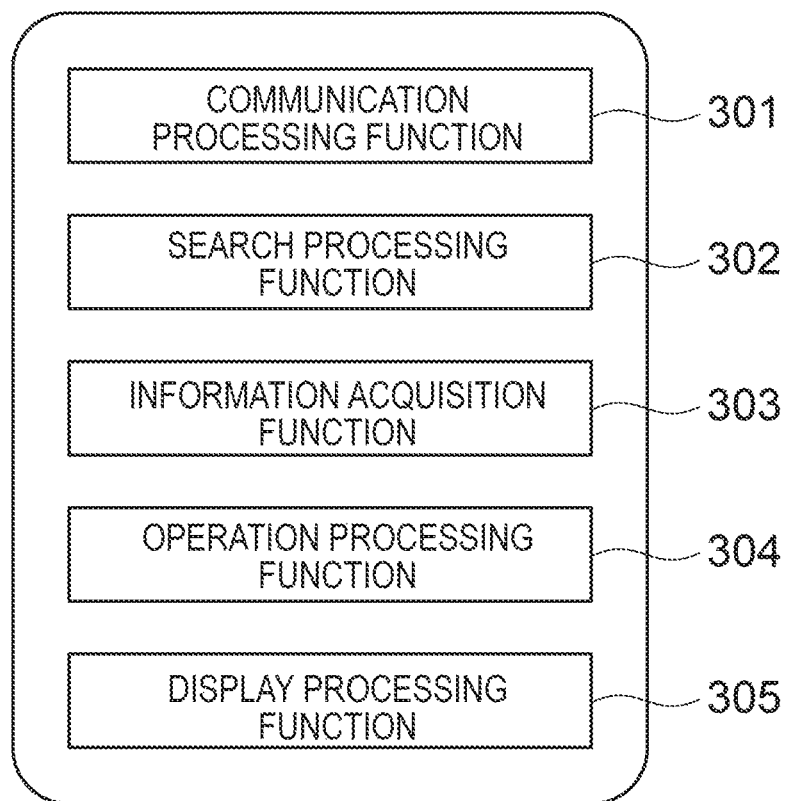 COMMUNICATION
PROCESSING FUNCTION
301
SEARCH PROCESSING
FUNCTION
302
INFORMATION ACQUISITION
FUNCTION
303
OPERATION PROCESSING
FUNCTION
304
DISPLAY PROCESSING
FUNCTION
305